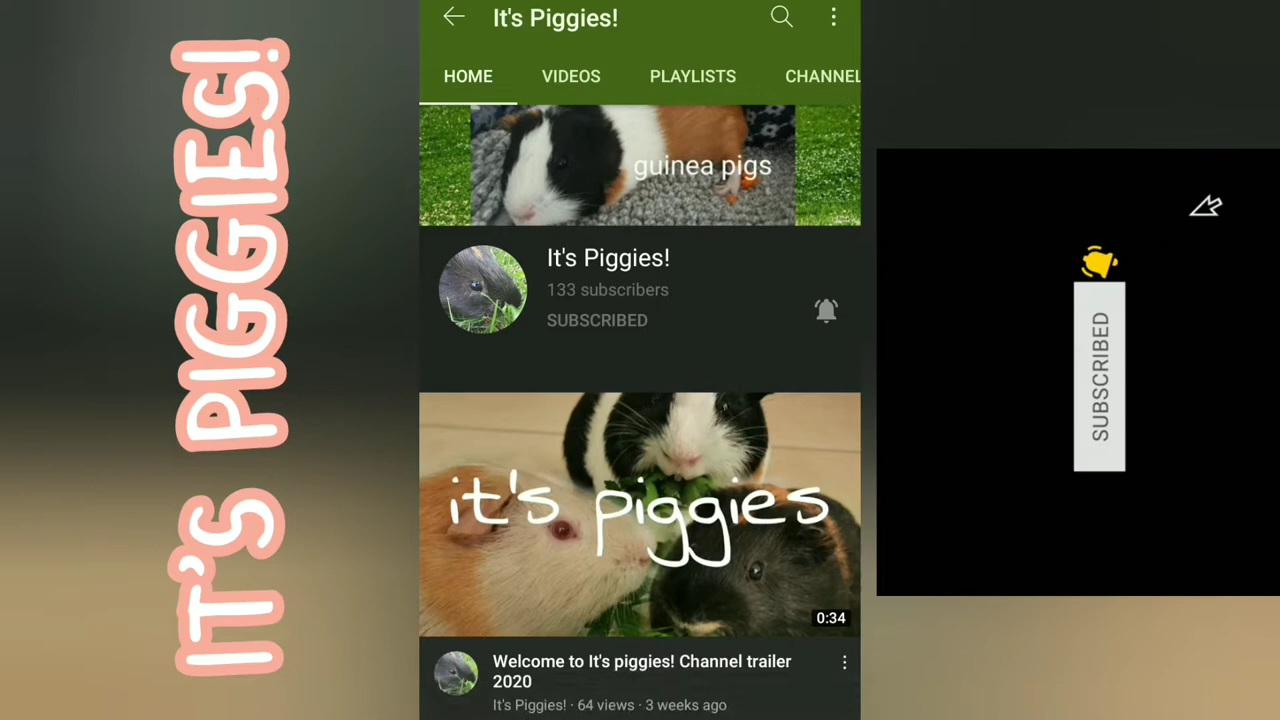 IT'S PIGGIES!
It's Piggies!
HOME VIDEOS PLAYLISTS CHANNEL
guinea pigs
It's Piggies!
133 subscribers
SUBSCRIBED
it's piggies
0:34
Welcome to It's piggies! Channel trailer
2020
It's Piggies! · 64 views · 3 weeks ago
SUBSCRIBED